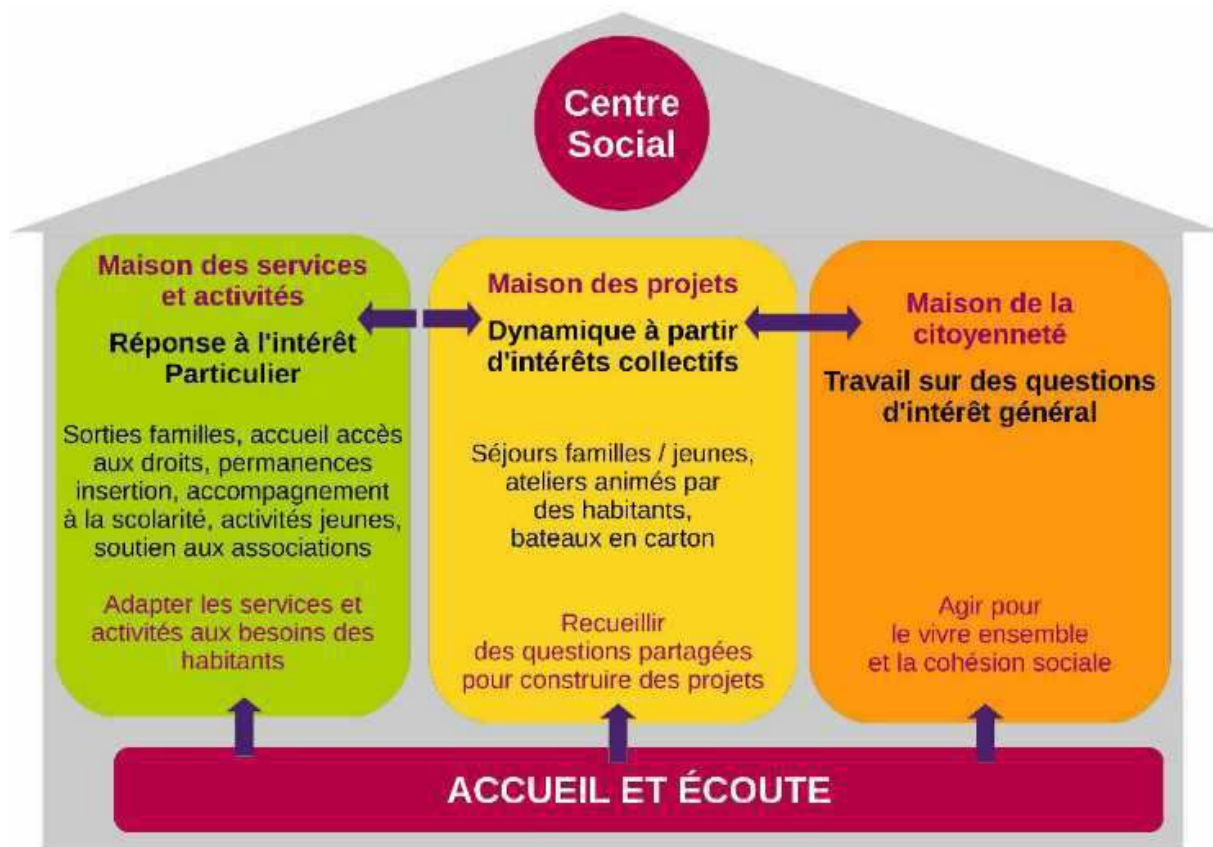 Centre
Social
Maison des services
et activités
Réponse à l'intérêt
Particulier
Sorties familles, accueil accès
aux droits, permanences
insertion, accompagnement
à la scolarité, activités jeunes,
soutien aux associations
Adapter les services et
activités aux besoins des
habitants
Maison des projets
Dynamique à partir
d'intérêts collectifs
Séjours familles / jeunes,
ateliers animés par
des habitants,
bateaux en carton
Recueillir
des questions partagées
pour construire des projets
Maison de la
citoyenneté
Travail sur des questions
d'intérêt général
Agir pour
le vivre ensemble
et la cohésion sociale
ACCUEIL ET ÉCOUTE